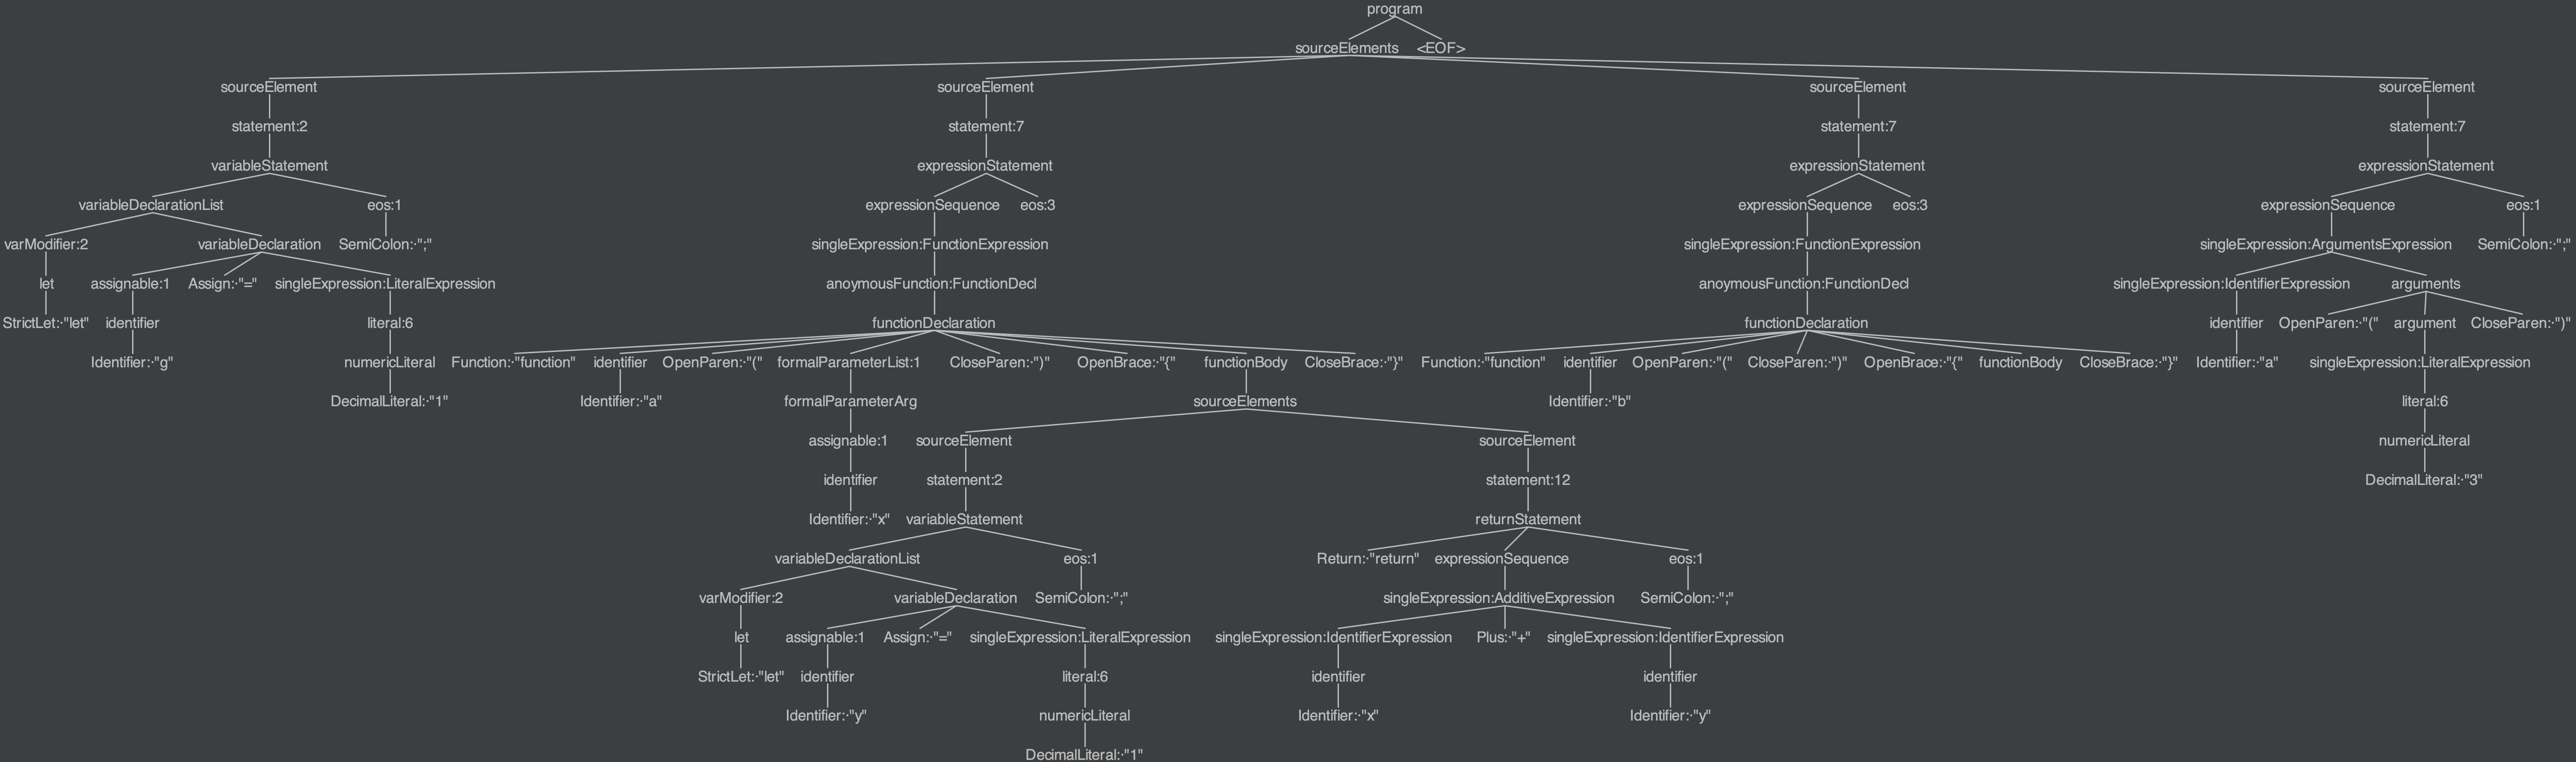 program
sourceElements <EOF>
sourceElement sourceElement sourceElement sourceElement
statement:2 statement:7 statement:7 statement:7
variableStatement expressionStatement expressionStatement expressionStatement
variableDeclarationList eos:1 expressionSequence eos:3 expressionSequence eos:3 expressionSequence eos:1
varModifier:2 variableDeclaration SemiColon:·";" singleExpression:FunctionExpression singleExpression:FunctionExpression singleExpression:ArgumentsExpression SemiColon:·";"
let assignable:1 Assign:·"=" singleExpression:LiteralExpression anoymousFunction:FunctionDecl anoymousFunction:FunctionDecl singleExpression:IdentifierExpression arguments
StrictLet:·"let" identifier literal:6 functionDeclaration functionDeclaration identifier OpenParen:·"(" argument CloseParen:·")"
Identifier:·"g" numericLiteral Function:·"function" identifier OpenParen:·"(" formalParameterList:1 CloseParen:·")" OpenBrace:·"{" functionBody CloseBrace:·"}" Function:·"function" identifier OpenParen:·"(" CloseParen:·")" OpenBrace:·"{" functionBody CloseBrace:·"}" Identifier:·"a" singleExpression:LiteralExpression
DecimalLiteral:·"1" Identifier:·"a" formalParameterArg sourceElements Identifier:·"b" literal:6
assignable:1 sourceElement sourceElement numericLiteral
identifier statement:2 statement:12 DecimalLiteral:·"3"
Identifier:·"x" variableStatement returnStatement
variableDeclarationList eos:1 Return:·"return" expressionSequence eos:1
varModifier:2 variableDeclaration SemiColon:·";" singleExpression:AdditiveExpression SemiColon:·";"
let assignable:1 Assign:·"=" singleExpression:LiteralExpression singleExpression:IdentifierExpression Plus:·"+" singleExpression:IdentifierExpression
StrictLet:·"let" identifier literal:6 identifier identifier
Identifier:·"y" numericLiteral Identifier:·"x" Identifier:·"y"
DecimalLiteral:·"1"